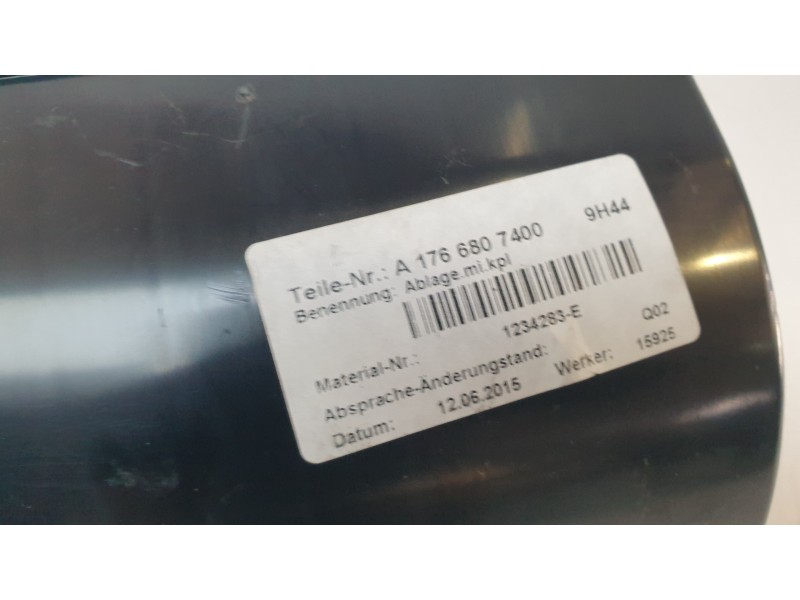 Teile-Nr.: A 176 680 7400 9H44
Benennung: Ablage.mi.kpl
Material-Nr.: 1234283-E
Absprache-Änderungstand: Q02
Datum: 12.06.2015 Werker: 15925